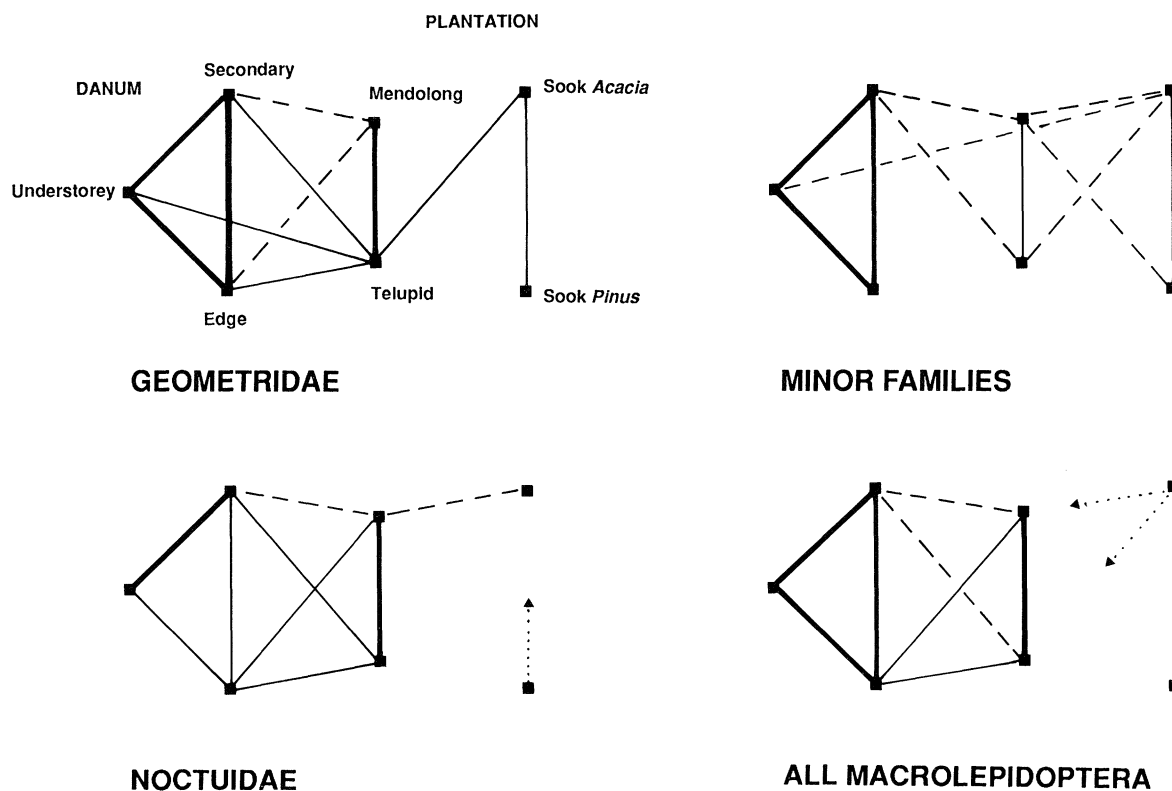 PLANTATION
DANUM
Secondary
Mendolong
Sook Acacia
Understorey
Telupid
Sook Pinus
Edge
GEOMETRIDAE
MINOR FAMILIES
NOCTUIDAE
ALL MACROLEPIDOPTERA